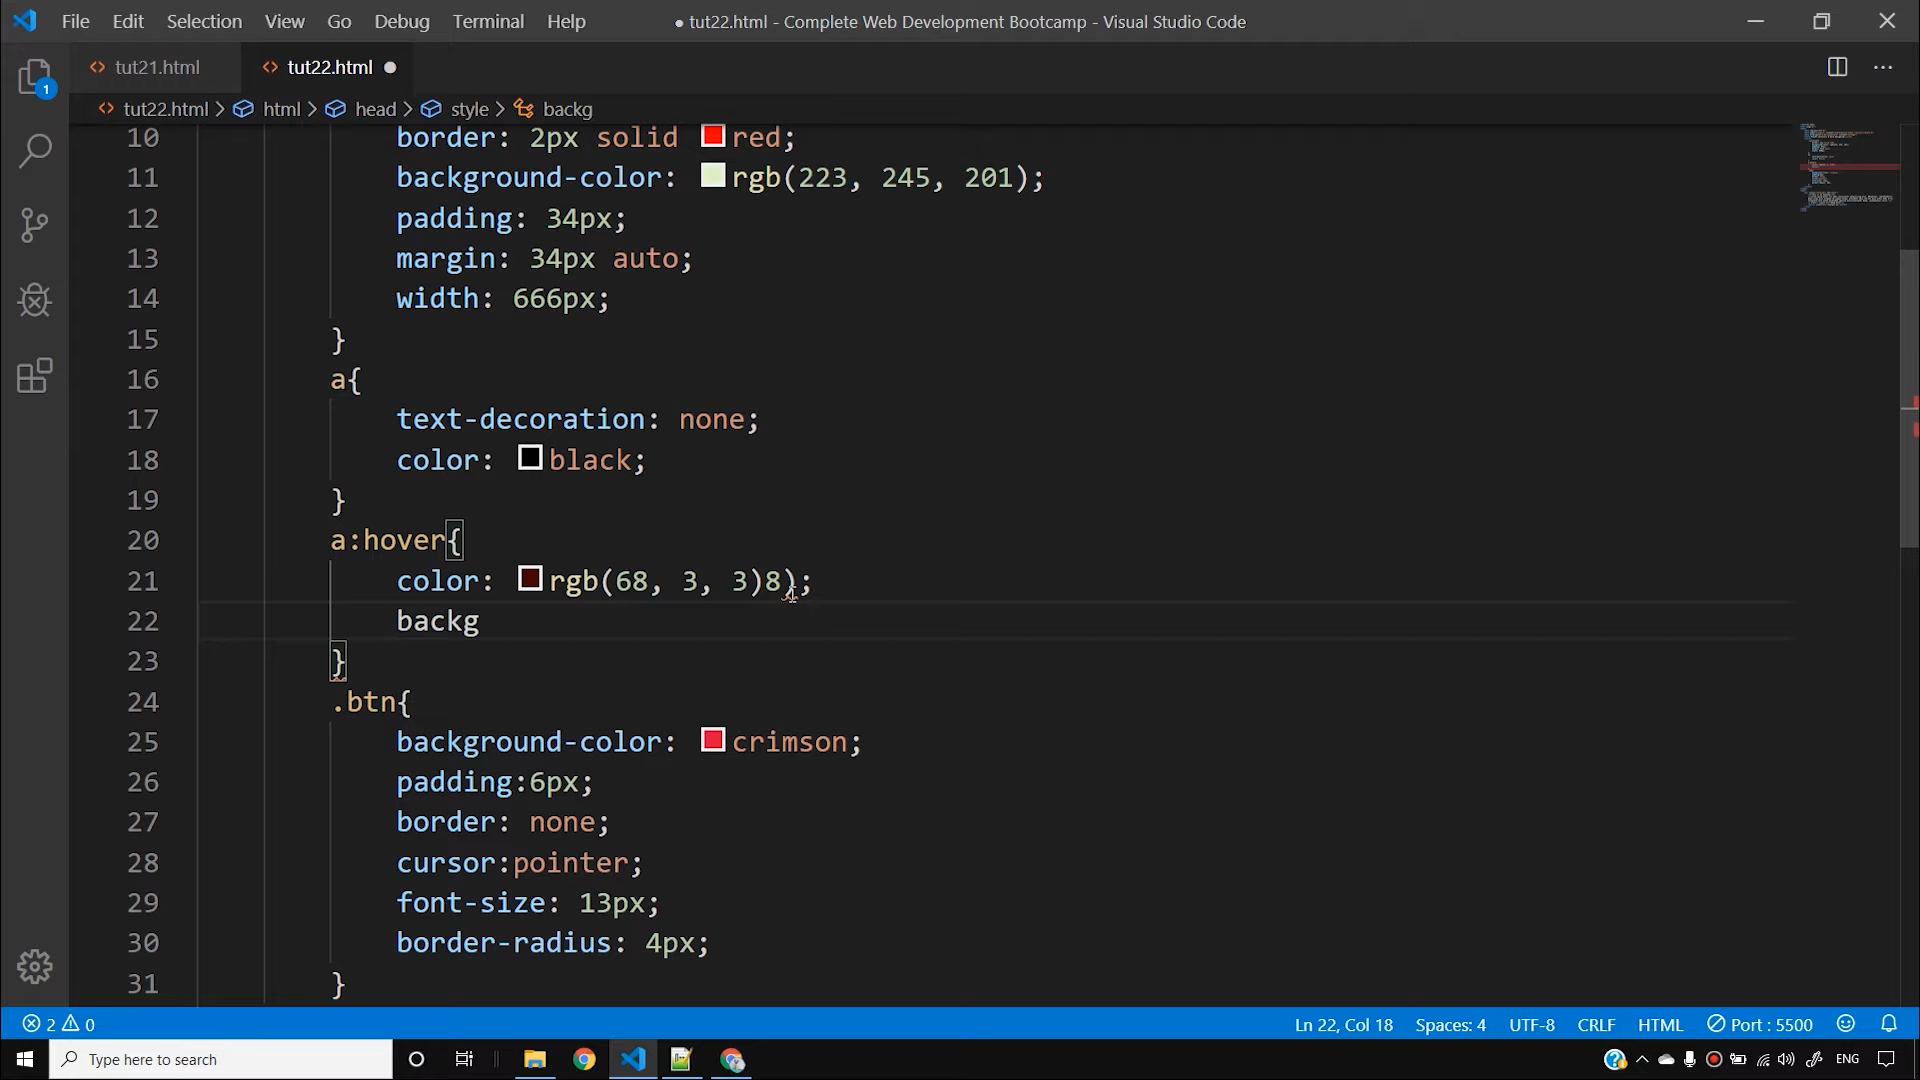 File Edit Selection View Go Debug Terminal Help ● tut22.html - Complete Web Development Bootcamp - Visual Studio Code
tut21.html tut22.html
tut22.html > html > head > style > backg
1
10 border: 2px solid red;
11 background-color: rgb(223, 245, 201);
12 padding: 34px;
13 margin: 34px auto;
14 width: 666px;
15 }
16 a{
17 text-decoration: none;
18 color: black;
19 }
20 a:hover{
21 color: rgb(68, 3, 3)8);
22 backg
23 }
24 .btn{
25 background-color: crimson;
26 padding:6px;
27 border: none;
28 cursor:pointer;
29 font-size: 13px;
30 border-radius: 4px;
31 }
2 0 Ln 22, Col 18 Spaces: 4 UTF-8 CRLF HTML Port : 5500
Type here to search ENG